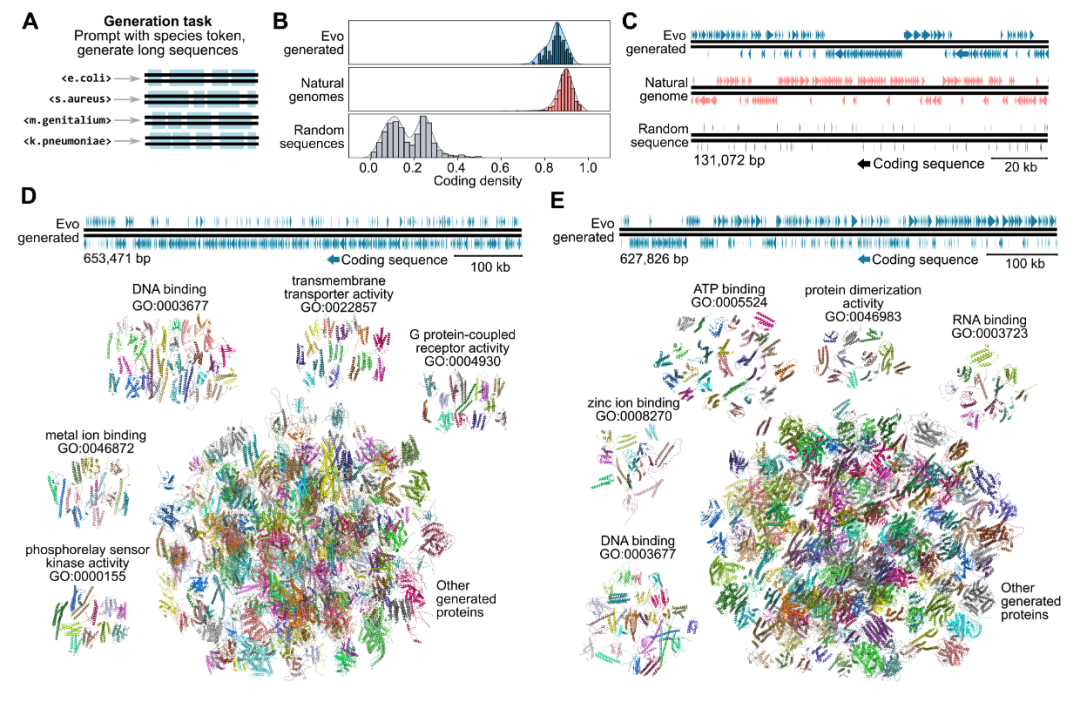 A
Generation task
Prompt with species token,
generate long sequences
<e.coli>
<s.aureus>
<m.genitalium>
<k.pneumoniae>
B
Evo
generated
Natural
genomes
Random
sequences
0.0 0.2 0.4 0.6 0.8 1.0
Coding density
C
Evo
generated
Natural
genome
Random
sequence
131,072 bp
Coding sequence
20 kb
D
Evo
generated
653,471 bp
Coding sequence
100 kb
DNA binding
GO:0003677
transmembrane
transporter activity
GO:0022857
G protein-coupled
receptor activity
GO:0004930
metal ion binding
GO:0046872
phosphorelay sensor
kinase activity
GO:0000155
Other
generated
proteins
E
Evo
generated
627,826 bp
Coding sequence
100 kb
ATP binding
GO:0005524
protein dimerization
activity
GO:0046983
RNA binding
GO:0003723
zinc ion binding
GO:0008270
DNA binding
GO:0003677
Other
generated
proteins